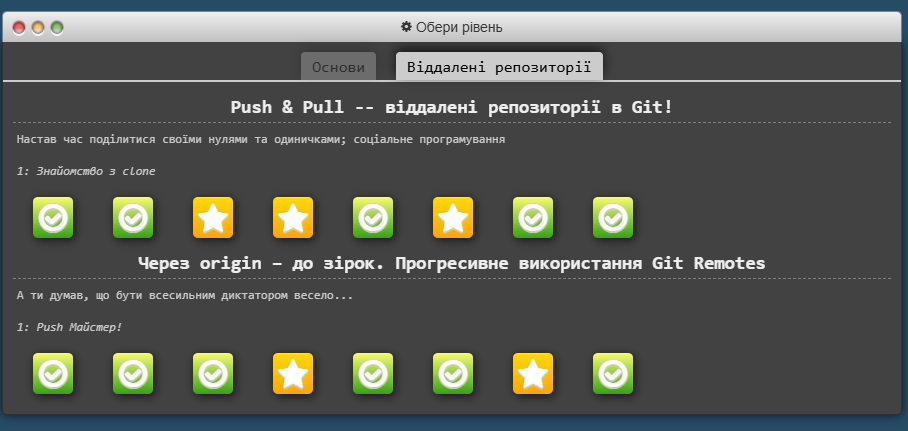 Обери рівень
Основи
Віддалені репозиторії
Push & Pull -- віддалені репозиторії в Git!
Настав час поділитися своїми нулями та одиничками; соціальне програмування
1: Знайомство з clone
Через origin – до зірок. Прогресивне використання Git Remotes
А ти думав, що бути всесильним диктатором весело...
1: Push Майстер!